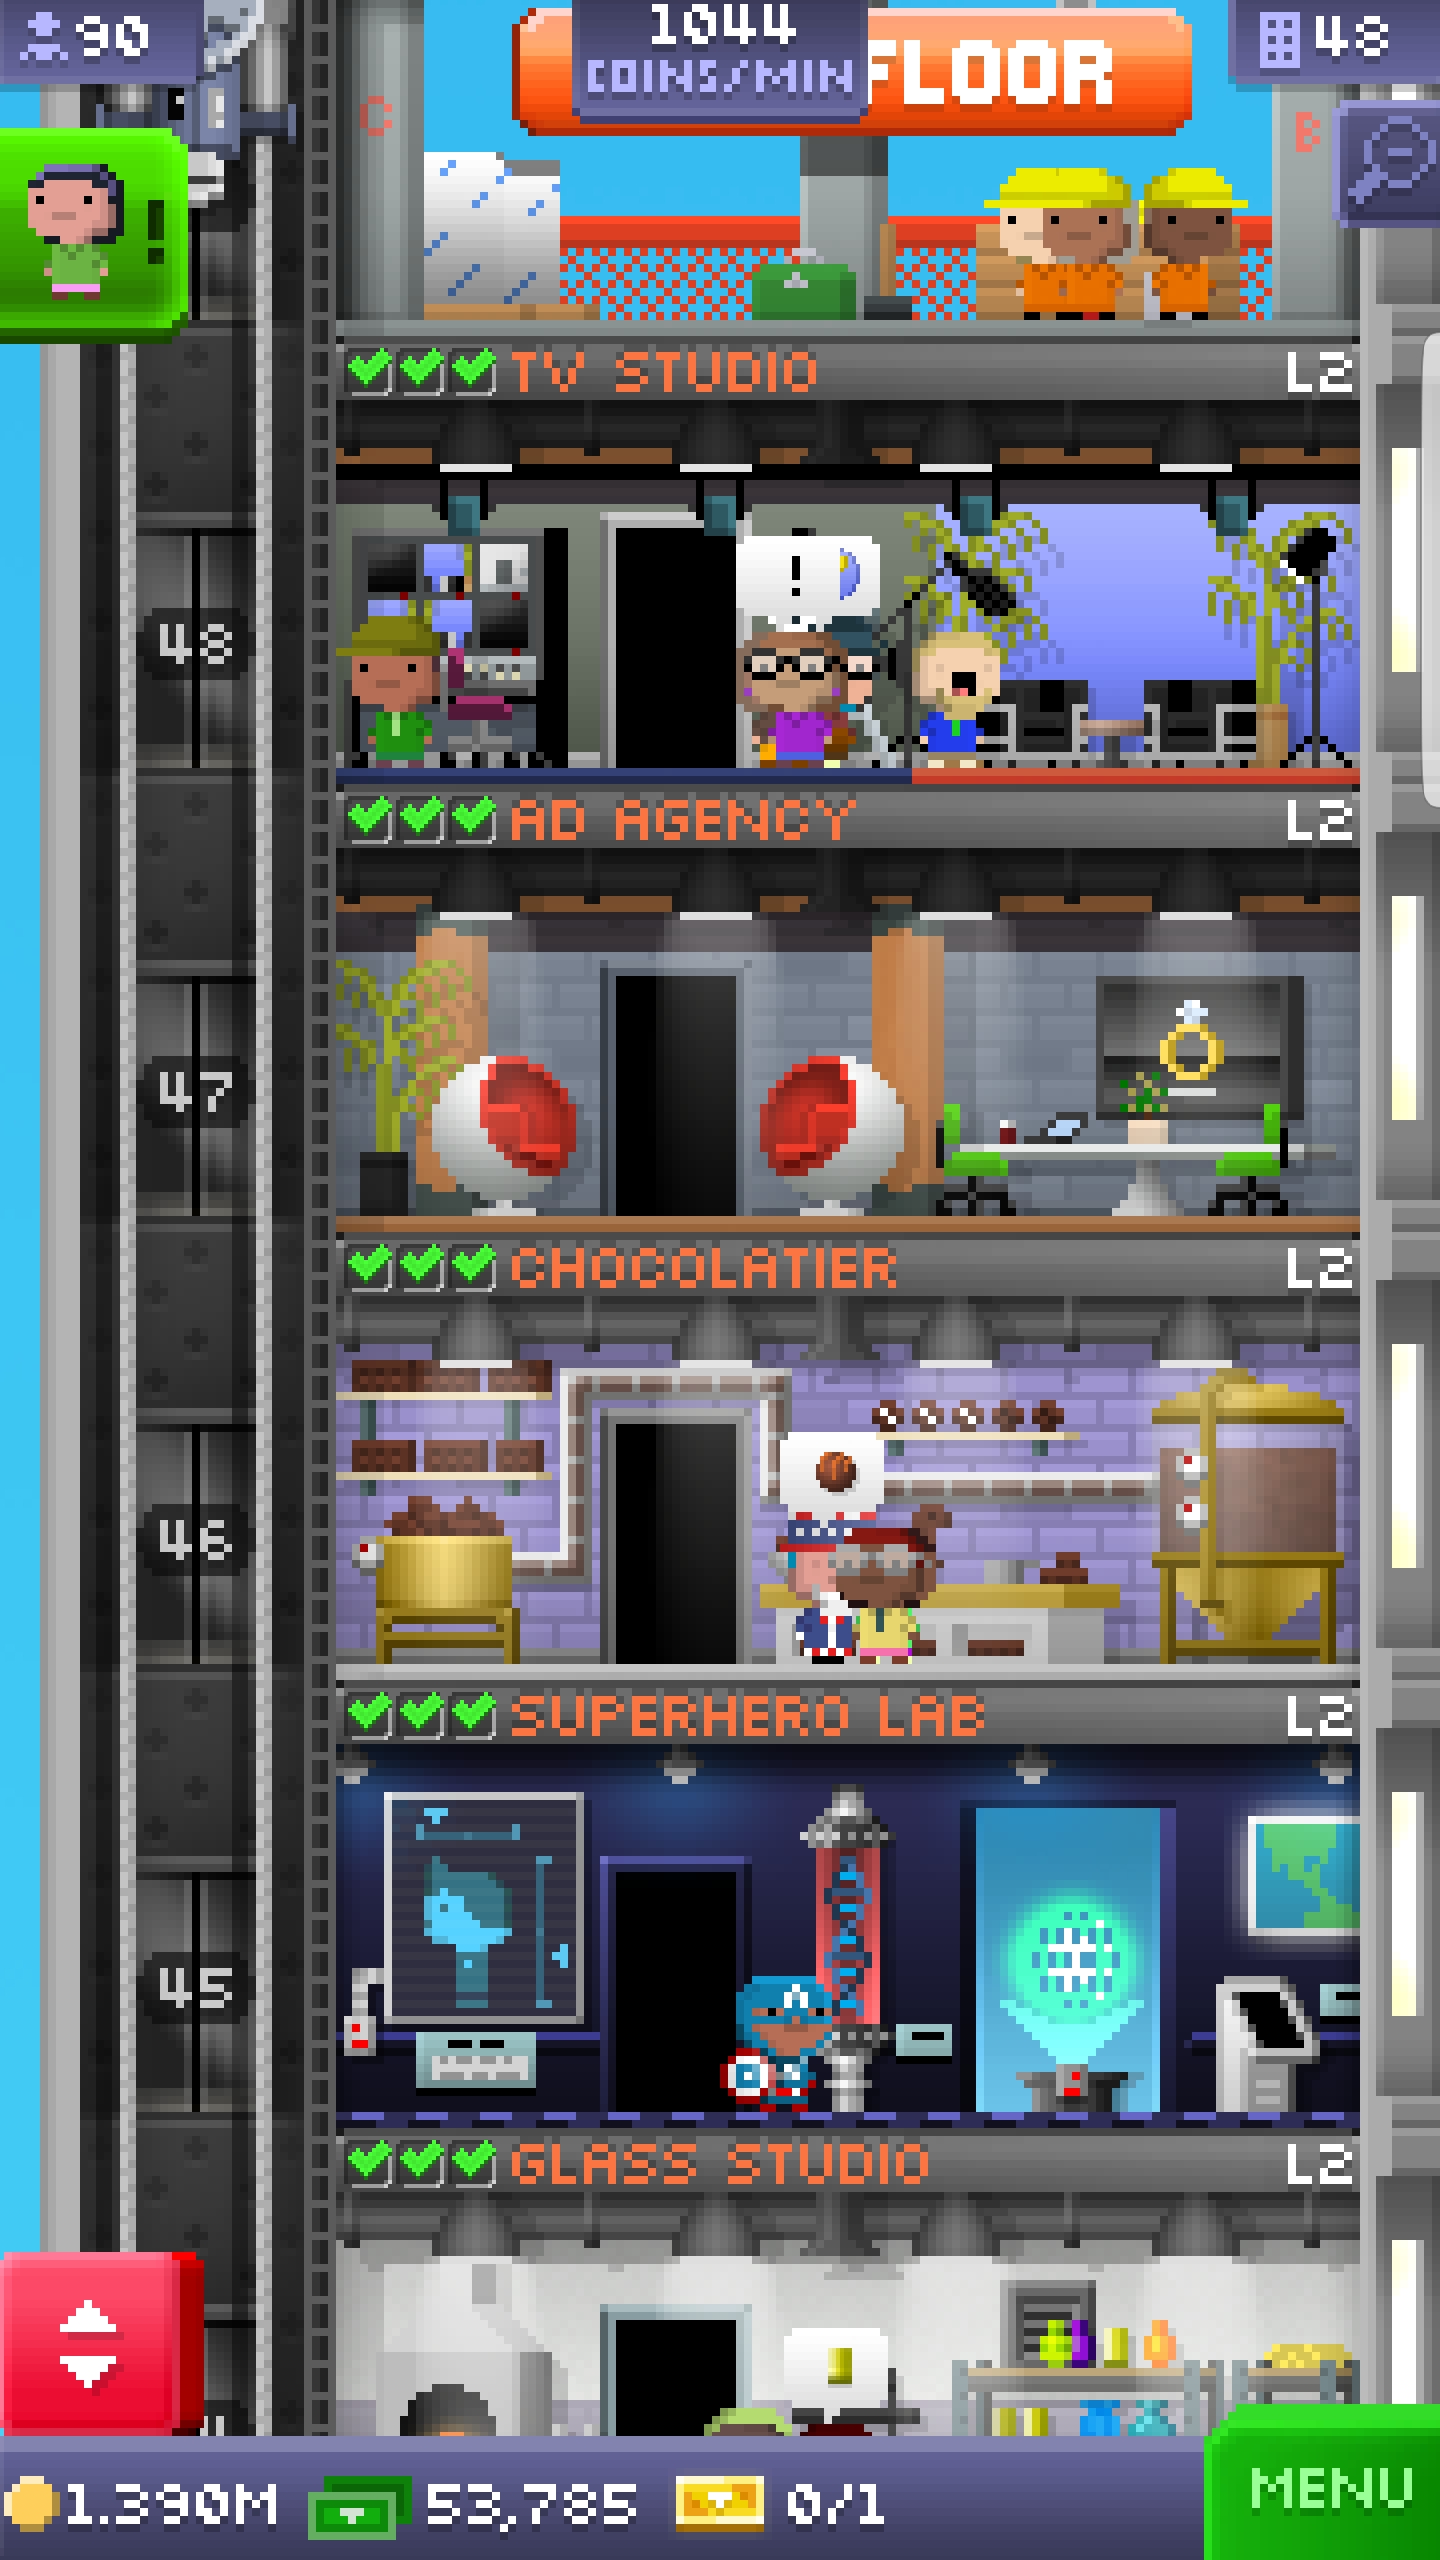 90
1044
COINS/MIN
FLOOR
48
C
B
!
TV STUDIO
L2
!
48
AD AGENCY
L2
47
CHOCOLATIER
L2
46
SUPERHERO LAB
L2
A
45
GLASS STUDIO
L2
1.390M
53,785
0/1
MENU